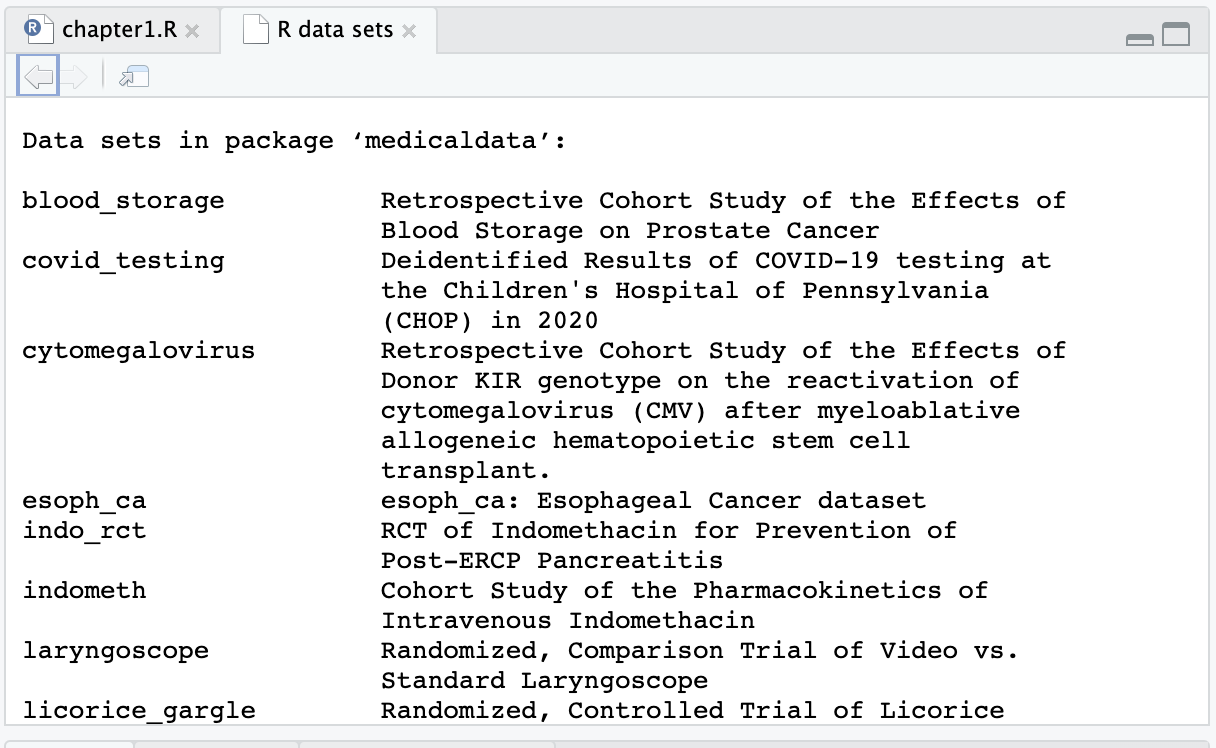 chapter1.R
R data sets
Data sets in package ‘medicaldata’:
blood_storage Retrospective Cohort Study of the Effects of
Blood Storage on Prostate Cancer
covid_testing Deidentified Results of COVID-19 testing at
the Children's Hospital of Pennsylvania
(CHOP) in 2020
cytomegalovirus Retrospective Cohort Study of the Effects of
Donor KIR genotype on the reactivation of
cytomegalovirus (CMV) after myeloablative
allogeneic hematopoietic stem cell
transplant.
esoph_ca esoph_ca: Esophageal Cancer dataset
indo_rct RCT of Indomethacin for Prevention of
Post-ERCP Pancreatitis
indometh Cohort Study of the Pharmacokinetics of
Intravenous Indomethacin
laryngoscope Randomized, Comparison Trial of Video vs.
Standard Laryngoscope
licorice_gargle Randomized, Controlled Trial of Licorice